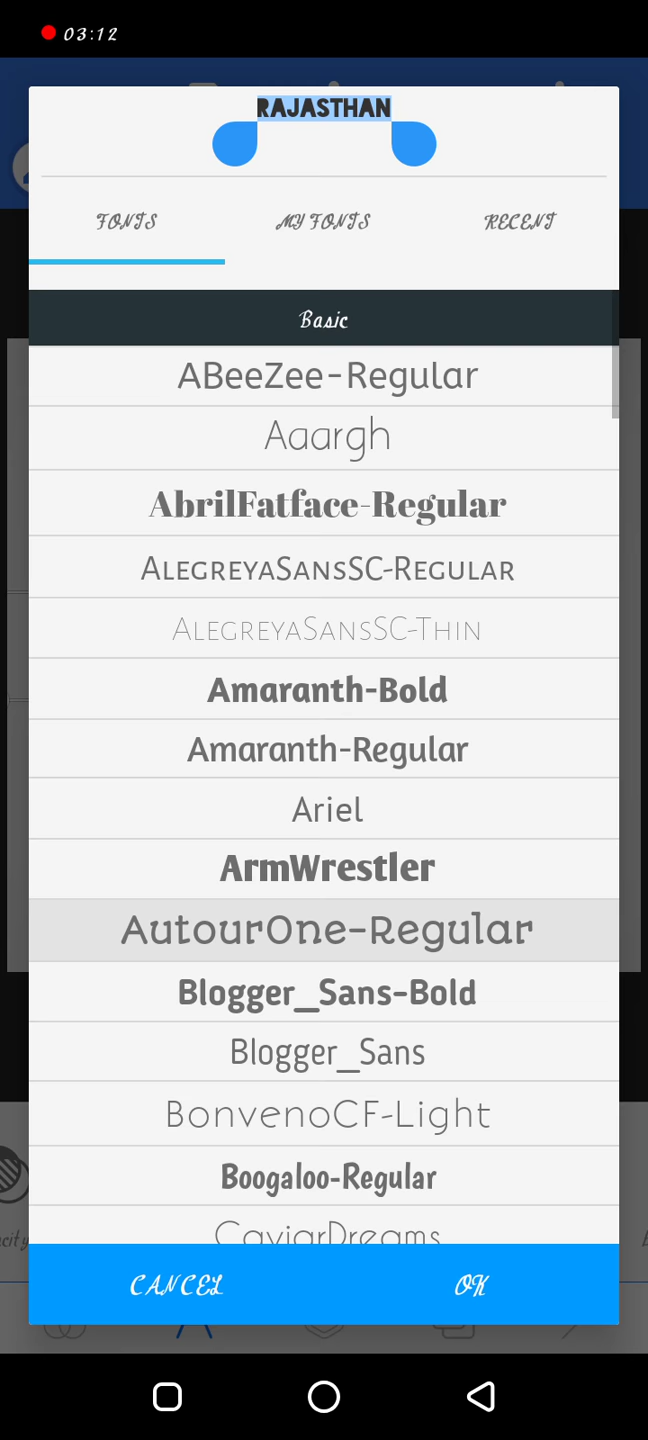 03:12
RAJASTHAN
FONTS MY FONTS RECENT
Basic
ABeeZee-Regular
Aaargh
AbrilFatface-Regular
AlegreyaSansSC-Regular
AlegreyaSansSC-Thin
Amaranth-Bold
Amaranth-Regular
Ariel
ArmWrestler
AutourOne-Regular
Blogger_Sans-Bold
Blogger_Sans
BonvenoCF-Light
Boogaloo-Regular
CaviarDreams
CANCEL OK